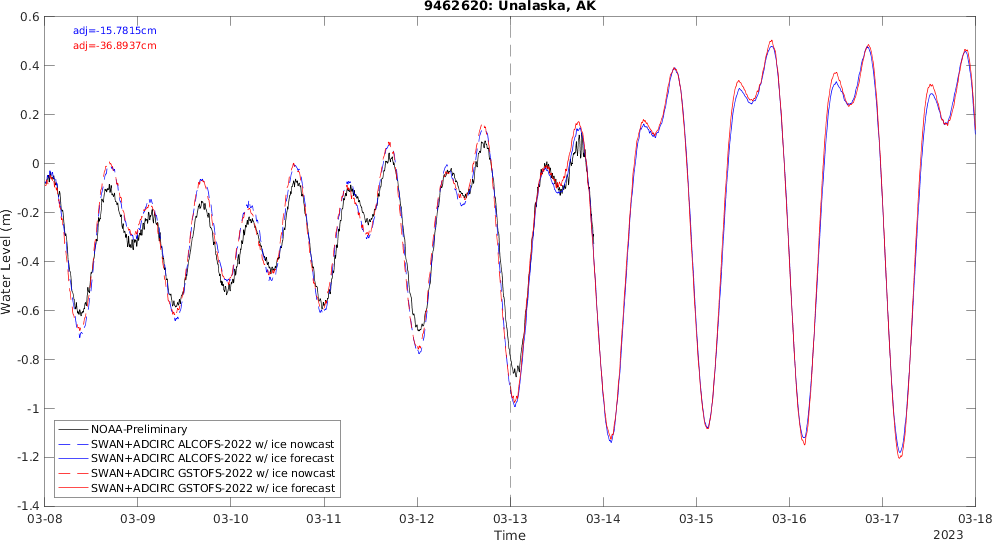 9462620: Unalaska, AK
adj=-15.7815cm
adj=-36.8937cm
0.6
0.4
0.2
0
-0.2
-0.4
-0.6
-0.8
-1
-1.2
-1.4
Water Level (m)
NOAA-Preliminary
SWAN+ADCIRC ALCOFS-2022 w/ ice nowcast
SWAN+ADCIRC ALCOFS-2022 w/ ice forecast
SWAN+ADCIRC GSTOFS-2022 w/ ice nowcast
SWAN+ADCIRC GSTOFS-2022 w/ ice forecast
03-08 03-09 03-10 03-11 03-12 03-13 03-14 03-15 03-16 03-17 03-18
Time
2023